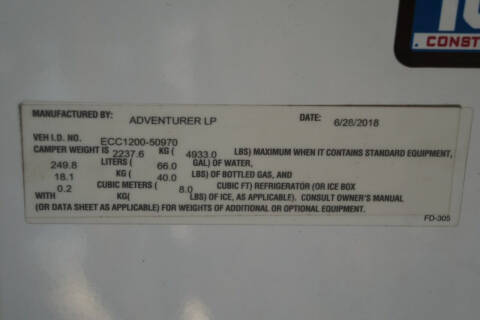 CONST
MANUFACTURED BY: ADVENTURER LP DATE: 6/28/2018
VEH I.D. NO. ECC1200-50970
CAMPER WEIGHT IS 2237.6 KG ( 4933.0 LBS) MAXIMUM WHEN IT CONTAINS STANDARD EQUIPMENT,
249.8 LITERS ( 66.0 GAL) OF WATER,
18.1 KG ( 40.0 LBS) OF BOTTLED GAS, AND
0.2 CUBIC METERS ( 8.0 CUBIC FT) REFRIGERATOR (OR ICE BOX
WITH KG( LBS) OF ICE, AS APPLICABLE). CONSULT OWNER'S MANUAL
(OR DATA SHEET AS APPLICABLE) FOR WEIGHTS OF ADDITIONAL OR OPTIONAL EQUIPMENT.
FD-305